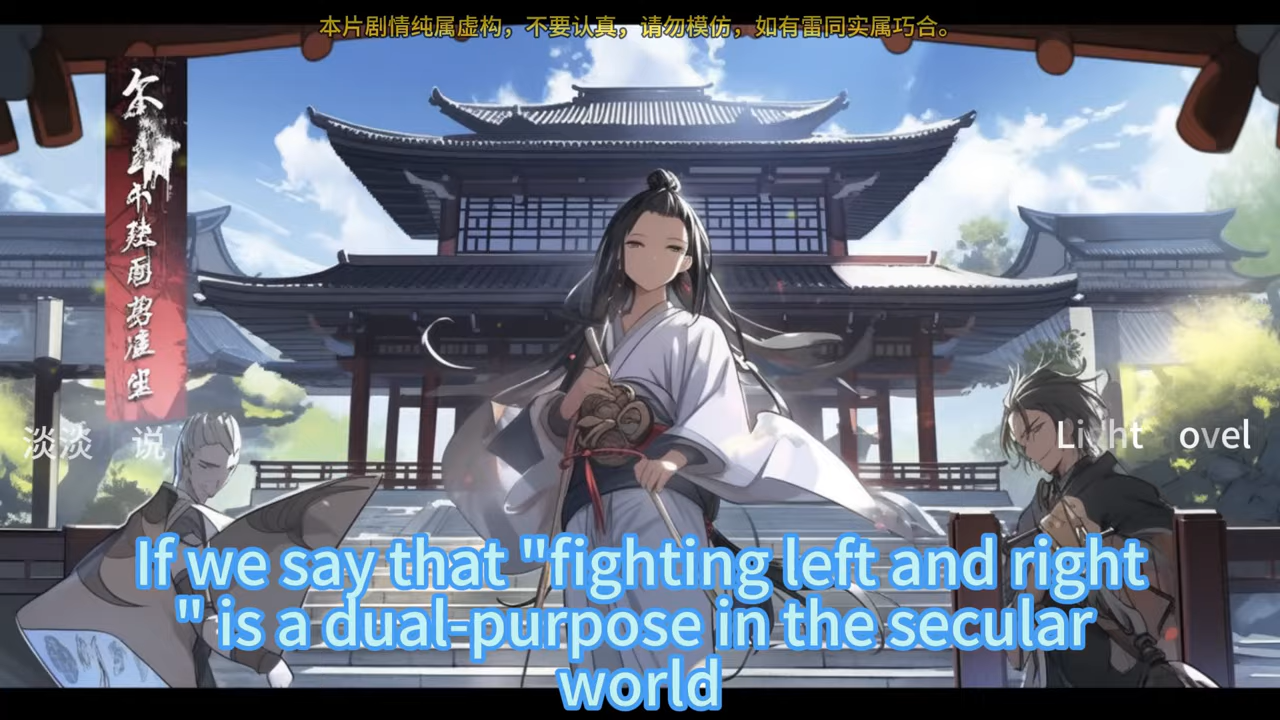 本片剧情纯属虚构，不要认真，请勿模仿，如有雷同实属巧合。
淡淡 说
Light ovel
If we say that "fighting left and right
" is a dual-purpose in the secular
world